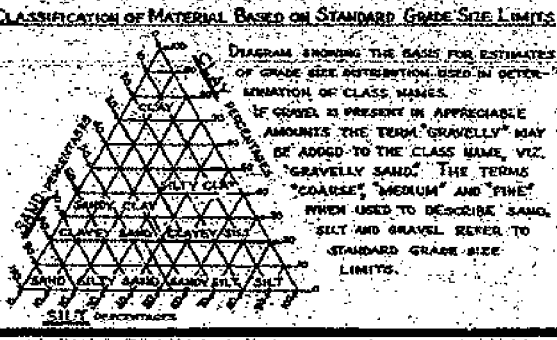 CLASSIFICATION OF MATERIAL BASED ON STANDARD GRADE SIZE LIMITS
DIAGRAM SHOWING THE BASIS FOR ESTIMATES
OF GRADE SIZE DISTRIBUTION USED IN DETER-
MINATION OF CLASS NAMES.
IF GRAVEL IS PRESENT IN APPRECIABLE
AMOUNTS THE TERM "GRAVELLY" MAY
BE ADDED TO THE CLASS NAME, VIZ.
"GRAVELLY SAND." THE TERMS
"COARSE", "MEDIUM" AND "FINE"
WHEN USED TO DESCRIBE SAND,
SILT AND GRAVEL REFER TO
STANDARD GRADE SIZE
LIMITS.
CLAY PERCENTAGES
SAND PERCENTAGES
CLAY
SILTY CLAY
SANDY CLAY
CLAYEY SAND CLAYEY SILT
SAND SILTY SAND SANDY SILT SILT
SILT PERCENTAGES